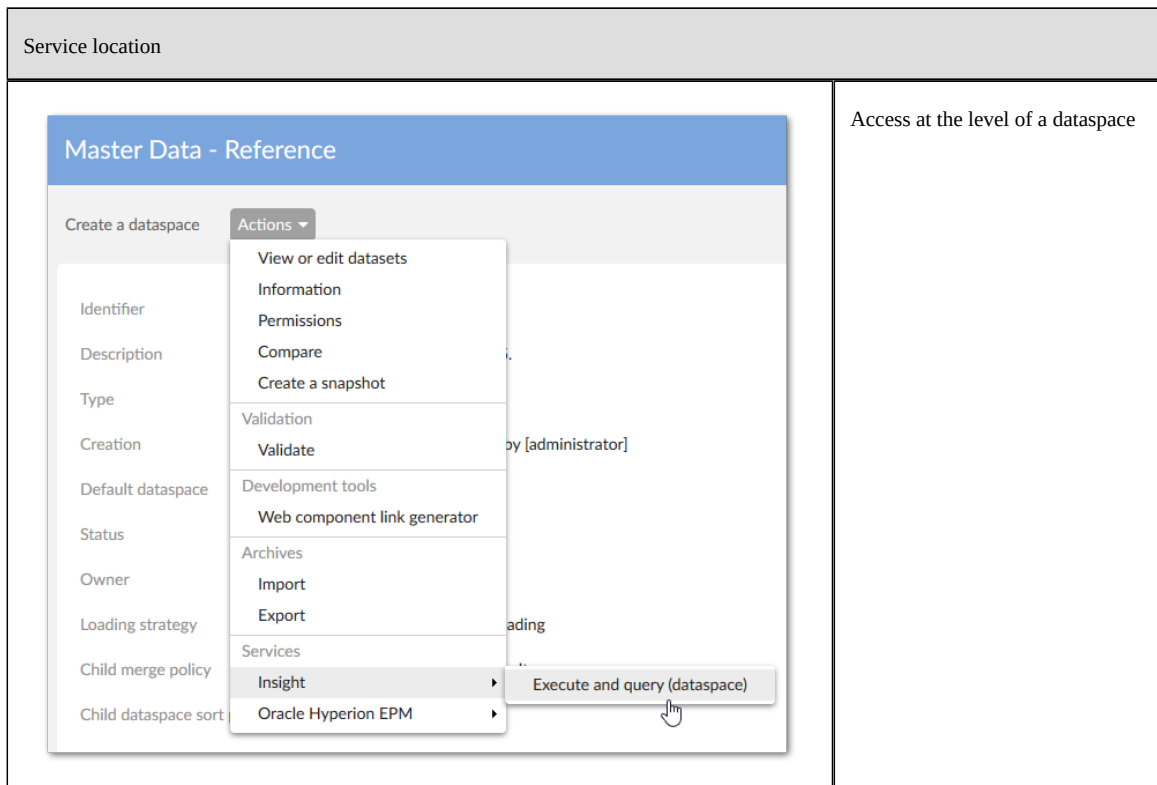 Service location
Access at the level of a dataspace
Master Data - Reference
Create a dataspace
Actions
View or edit datasets
Information
Identifier
Permissions
Description
Compare
s.
Create a snapshot
Type
Validation
Creation
by [administrator]
Validate
Default dataspace
Development tools
Web component link generator
Status
Archives
Owner
Import
Export
Loading strategy
ading
Services
Child merge policy
Insight
Execute and query (dataspace)
Child dataspace sort
Oracle Hyperion EPM